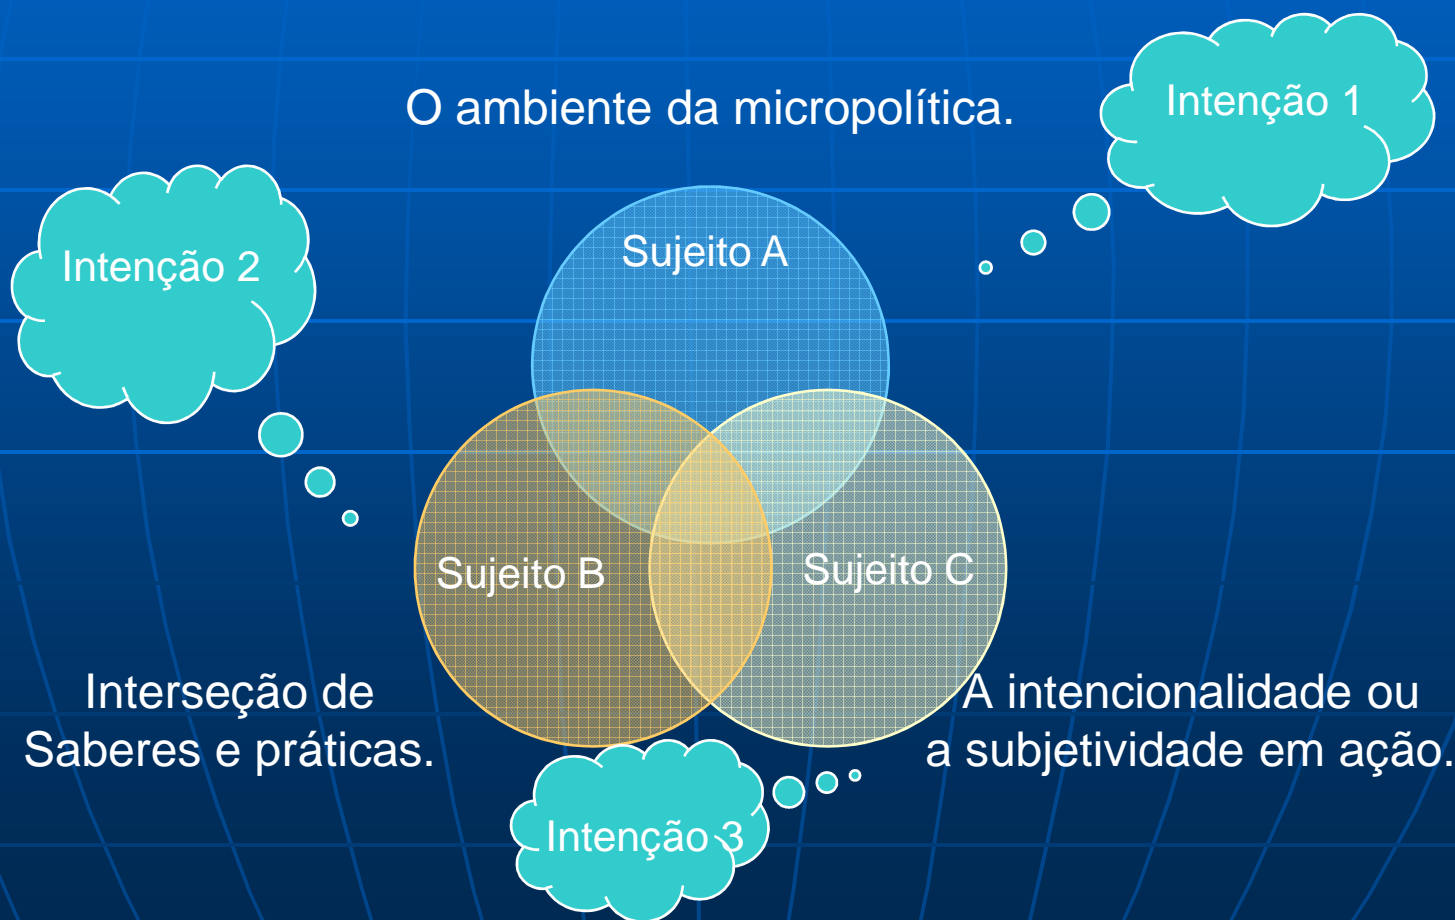 O ambiente da micropolítica.
Intenção 1
Intenção 2
Sujeito A
Sujeito B
Sujeito C
Interseção de
Saberes e práticas.
A intencionalidade ou
a subjetividade em ação.
Intenção 3